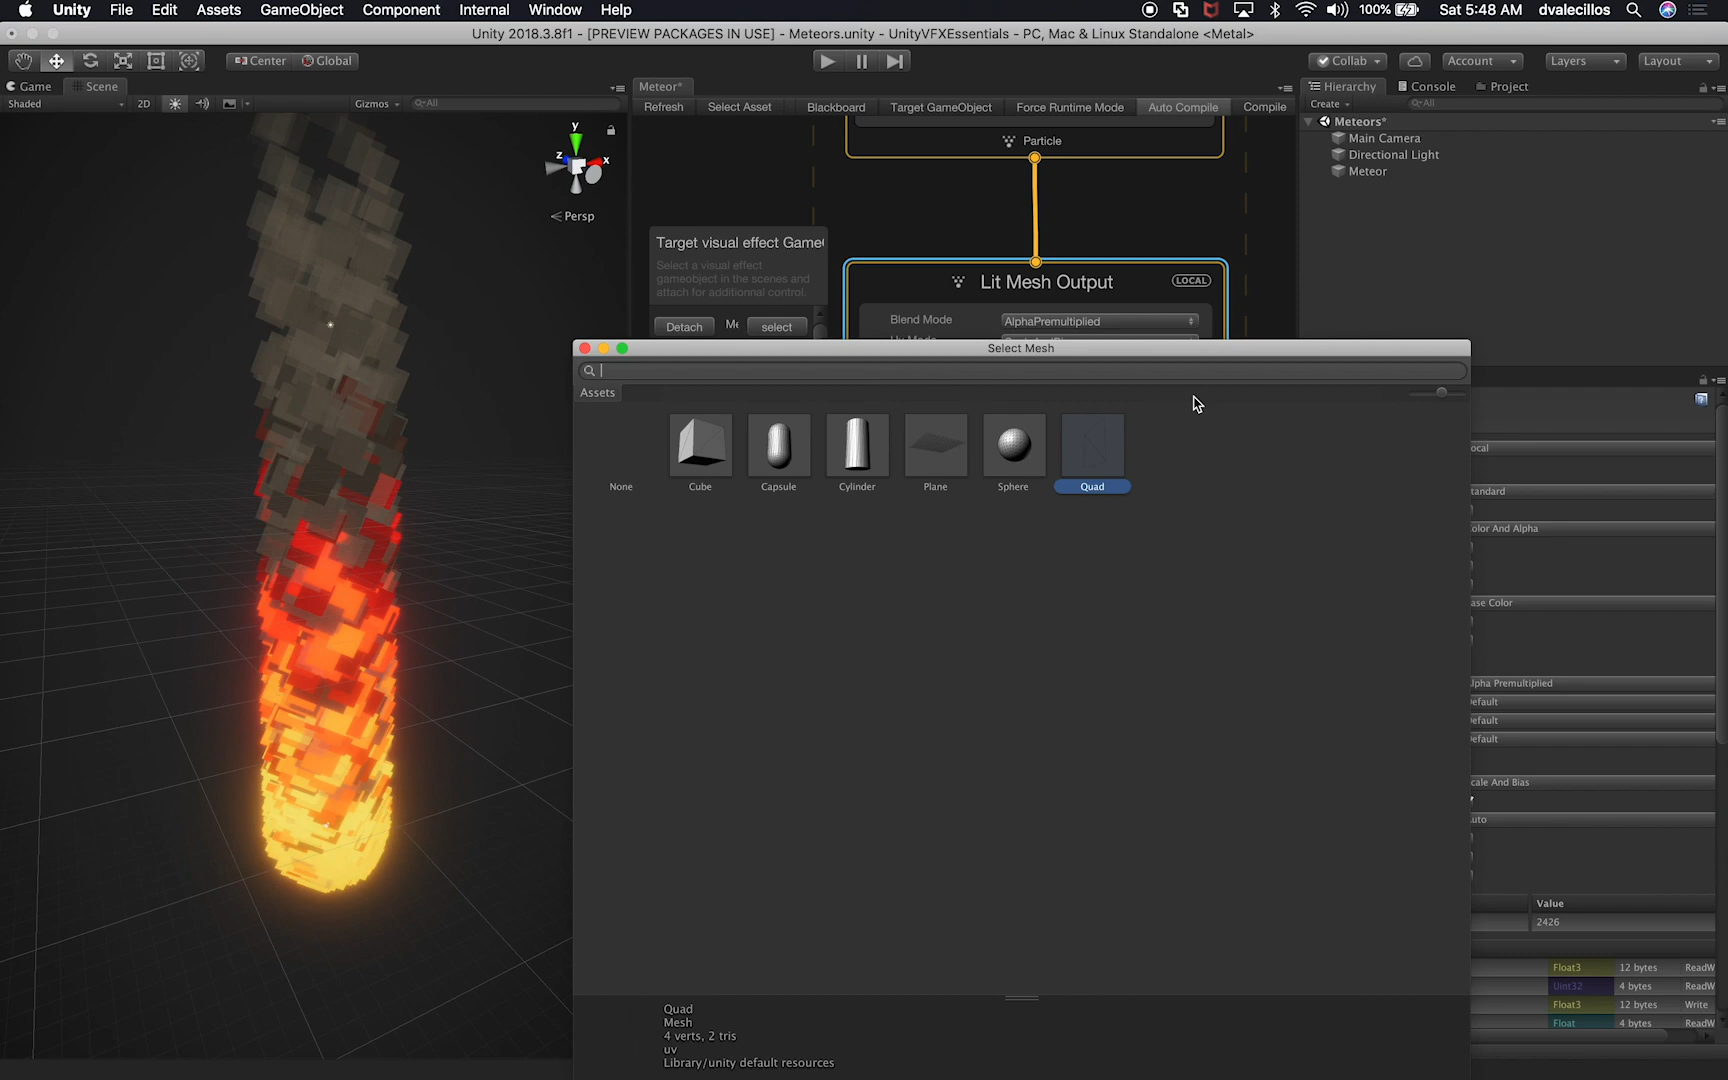 Unity File Edit Assets GameObject Component Internal Window Help 100% Sat 5:48 AM dvalecillos
Unity 2018.3.8f1 - [PREVIEW PACKAGES IN USE] - Meteors.unity - UnityVFXEssentials - PC, Mac & Linux Standalone <Metal>
Center Global Collab Account Layers Layout
Game Scene Meteor* Hierarchy Console Project
Shaded 2D Gizmos All Refresh Select Asset Blackboard Target GameObject Force Runtime Mode Auto Compile Compile Create All
Meteors*
Main Camera
Directional Light
Meteor
y
z x
Persp
Particle
Target visual effect Game
Select a visual effect
gameobject in the scenes and
attach for additionnal control.
Detach Me select
Lit Mesh Output LOCAL
Blend Mode AlphaPremultiplied
Select Mesh
Assets
None Cube Capsule Cylinder Plane Sphere Quad
ocal
tandard
olor And Alpha
ase Color
lpha Premultiplied
efault
efault
efault
cale And Bias
uto
Value
2426
Float3 12 bytes ReadW
Uint32 4 bytes ReadW
Float3 12 bytes Write
Float 4 bytes ReadW
Quad
Mesh
4 verts, 2 tris
uv
Library/unity default resources